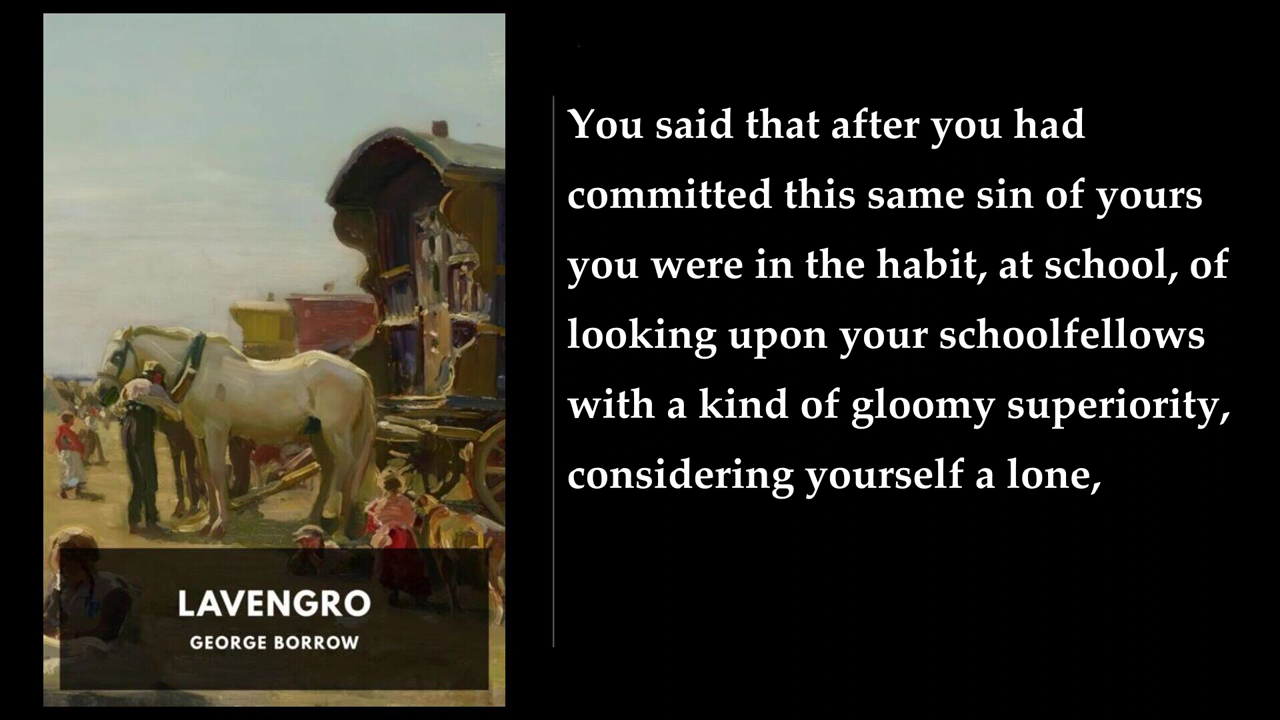 LAVENGRO
GEORGE BORROW
You said that after you had
committed this same sin of yours
you were in the habit, at school, of
looking upon your schoolfellows
with a kind of gloomy superiority,
considering yourself a lone,